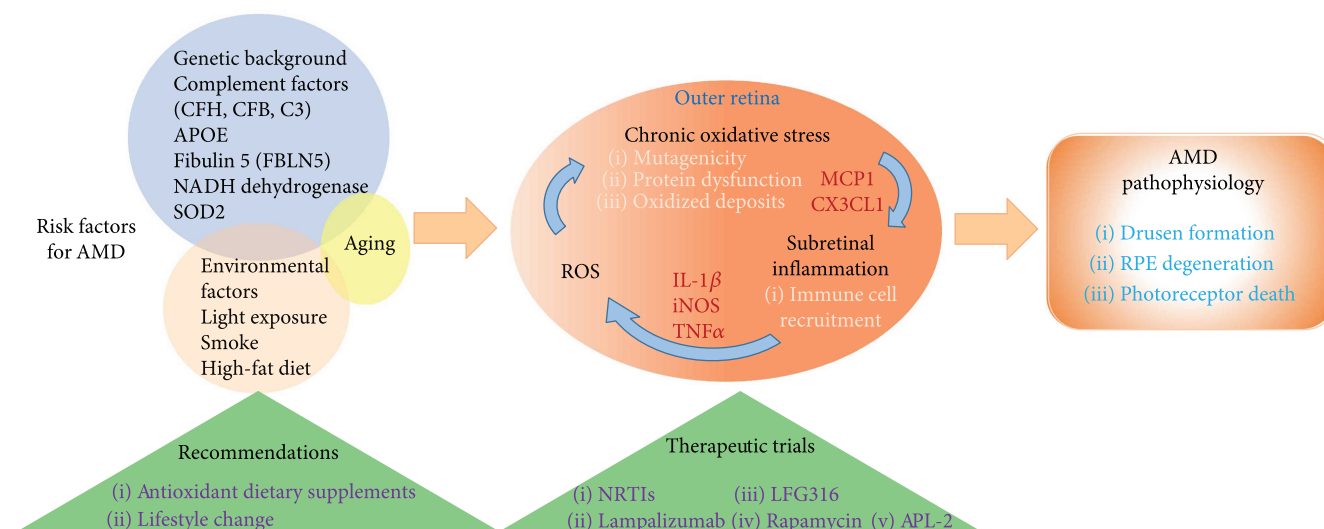 Risk factors
for AMD
Genetic background
Complement factors
(CFH, CFB, C3)
APOE
Fibulin 5 (FBLN5)
NADH dehydrogenase
SOD2
Aging
Environmental
factors
Light exposure
Smoke
High-fat diet
Recommendations
(i) Antioxidant dietary supplements
(ii) Lifestyle change
Outer retina
Chronic oxidative stress
(i) Mutagenicity
(ii) Protein dysfunction
(iii) Oxidized deposits
MCP1
CX3CL1
Subretinal
inflammation
(i) Immune cell
recruitment
IL-1β
iNOS
TNFα
ROS
Therapeutic trials
(i) NRTIs (iii) LFG316
(ii) Lampalizumab (iv) Rapamycin (v) APL-2
AMD
pathophysiology
(i) Drusen formation
(ii) RPE degeneration
(iii) Photoreceptor death